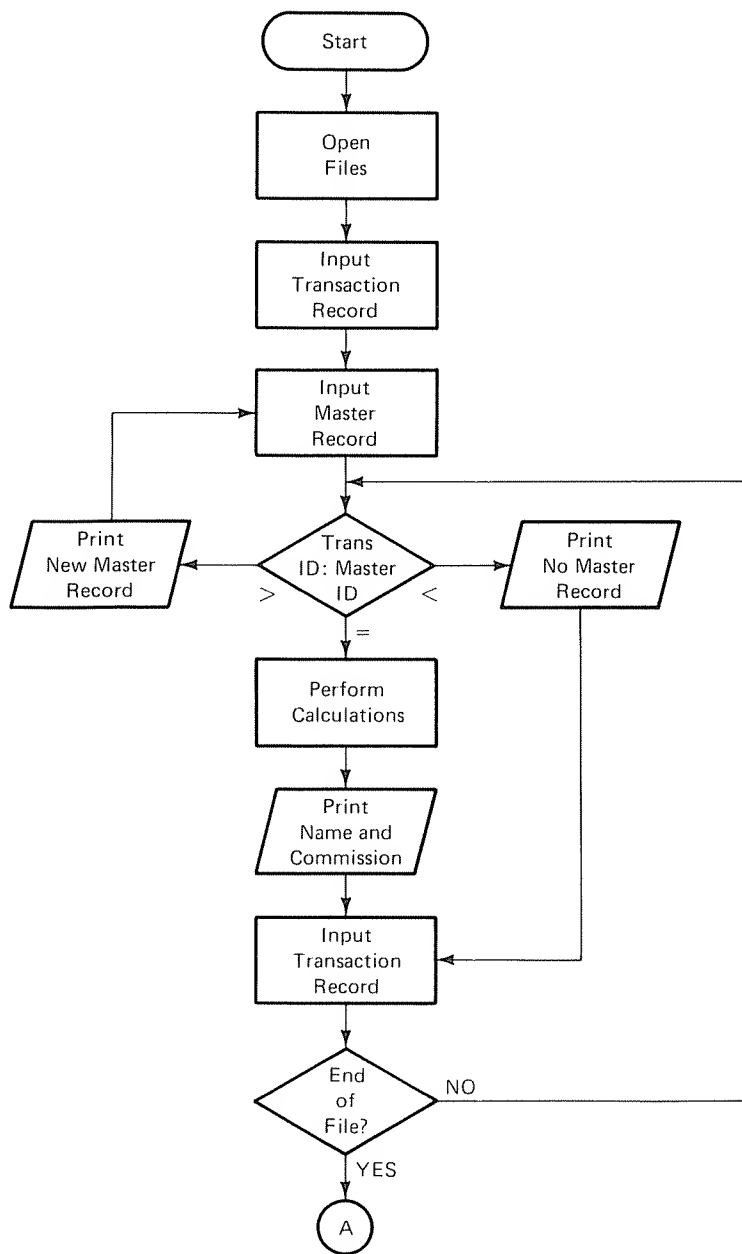 Start
Open
Files
Input
Transaction
Record
Input
Master
Record
Print
New Master
Record
>
Trans
ID: Master
ID
<
Print
No Master
Record
=
Perform
Calculations
Print
Name and
Commission
Input
Transaction
Record
End
of
File?
NO
YES
A